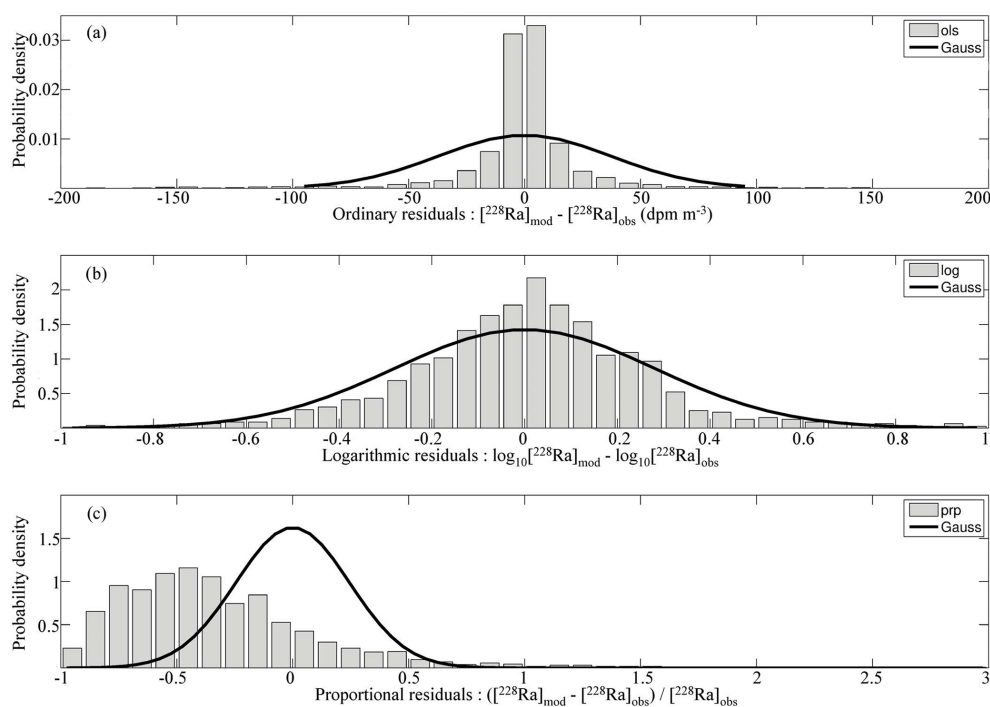 (a)
ols
Gauss
Probability density
0.03
0.02
0.01
-200 -150 -100 -50 0 50 100 150 200
Ordinary residuals : [²²⁸Ra]mod - [²²⁸Ra]obs (dpm m⁻³)
(b)
log
Gauss
Probability density
2
1.5
1
0.5
-1 -0.8 -0.6 -0.4 -0.2 0 0.2 0.4 0.6 0.8 1
Logarithmic residuals : log₁₀[²²⁸Ra]mod - log₁₀[²²⁸Ra]obs
(c)
prp
Gauss
Probability density
1.5
1
0.5
-1 -0.5 0 0.5 1 1.5 2 2.5 3
Proportional residuals : ([²²⁸Ra]mod - [²²⁸Ra]obs) / [²²⁸Ra]obs